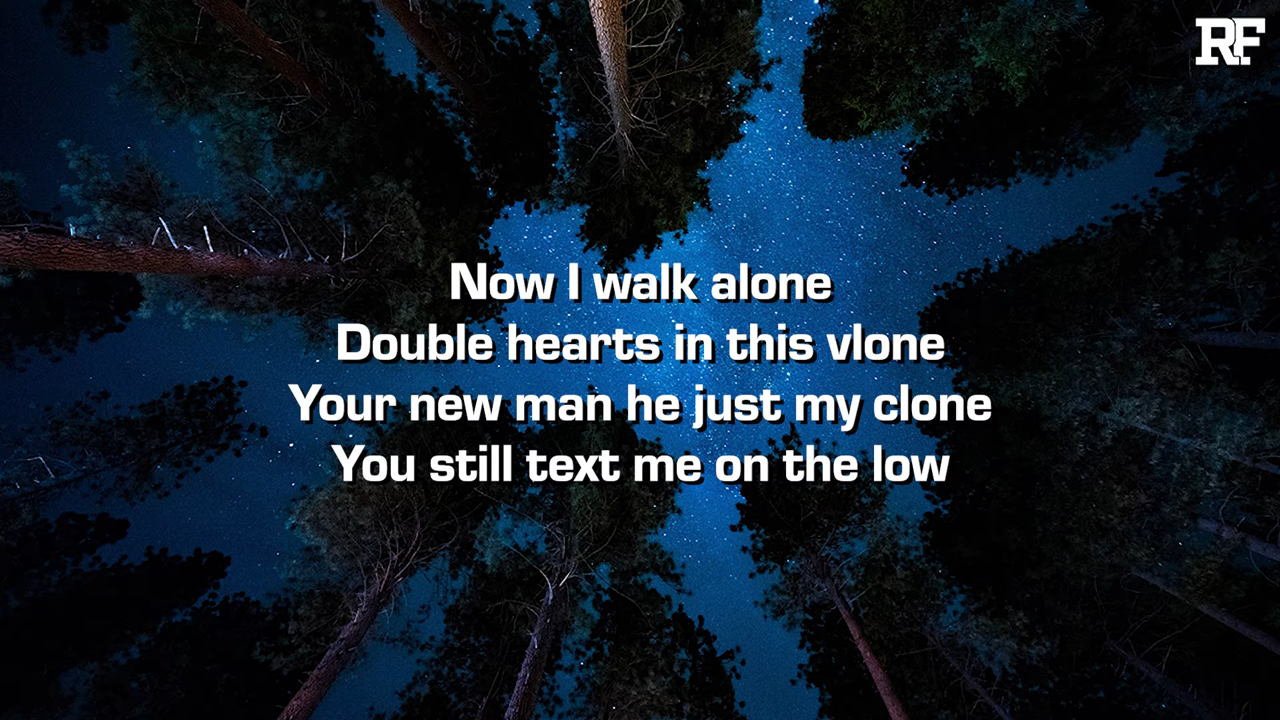 RF
Now I walk alone
Double hearts in this vlone
Your new man he just my clone
You still text me on the low